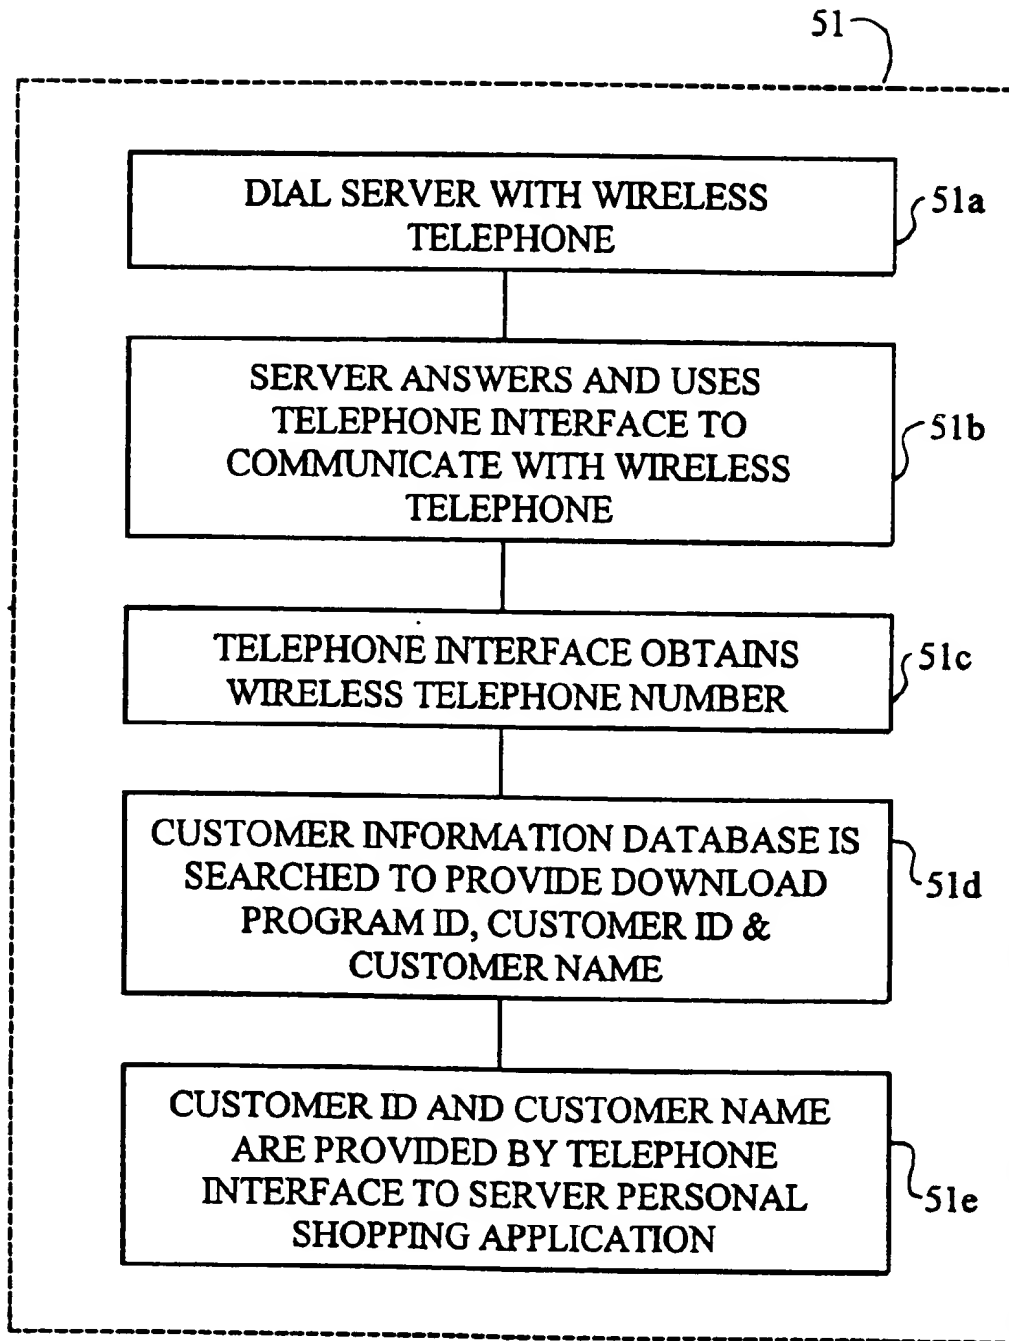 51
DIAL SERVER WITH WIRELESS
TELEPHONE
51a
SERVER ANSWERS AND USES
TELEPHONE INTERFACE TO
COMMUNICATE WITH WIRELESS
TELEPHONE
51b
TELEPHONE INTERFACE OBTAINS
WIRELESS TELEPHONE NUMBER
51c
CUSTOMER INFORMATION DATABASE IS
SEARCHED TO PROVIDE DOWNLOAD
PROGRAM ID, CUSTOMER ID &
CUSTOMER NAME
51d
CUSTOMER ID AND CUSTOMER NAME
ARE PROVIDED BY TELEPHONE
INTERFACE TO SERVER PERSONAL
SHOPPING APPLICATION
51e